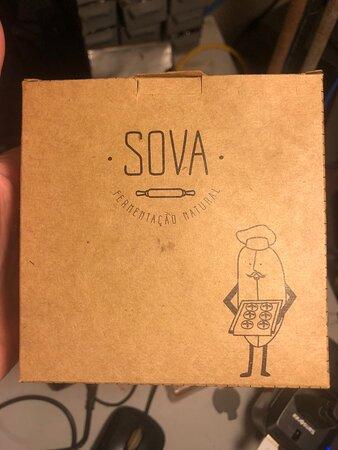 · SOVA ·
FERMENTAÇÃO NATURAL